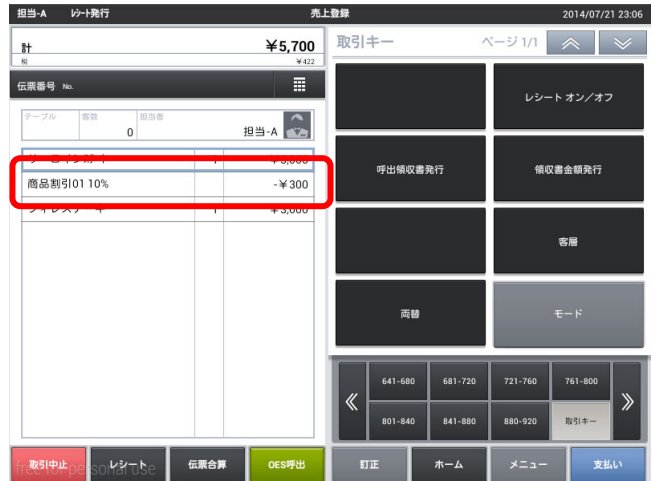 担当-A レシート発行 売上登録 2014/07/21 23:06
計 ¥5,700
税 ¥422
伝票番号 No.
テーブル 客数 担当者
0 担当-A
商品割引01 10% -¥300
取引キー ページ 1/1
レシート オン／オフ
呼出領収書発行 領収書金額発行
客層
両替 モード
641-680 681-720 721-760 761-800
801-840 841-880 880-920 取引キー
取引中止 レシート 伝票合算 OES呼出 訂正 ホーム メニュー 支払い
free for personal use